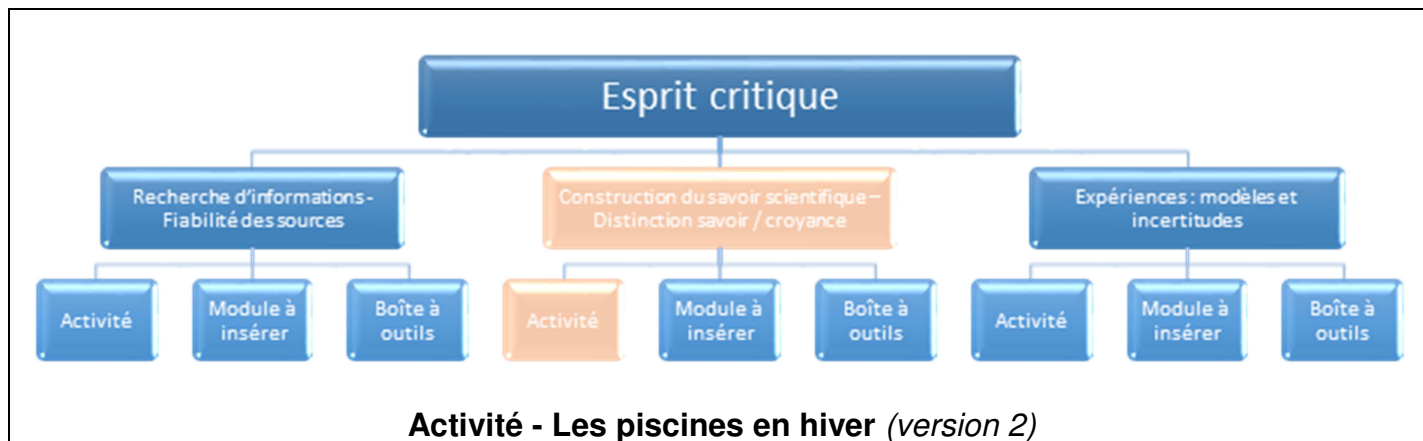 Esprit critique
Recherche d'informations -
Fiabilité des sources
Construction du savoir scientifique –
Distinction savoir / croyance
Expériences : modèles et
incertitudes
Activité
Module à
insérer
Boîte à
outils
Activité
Module à
insérer
Boîte à
outils
Activité
Module à
insérer
Boîte à
outils
Activité - Les piscines en hiver (version 2)